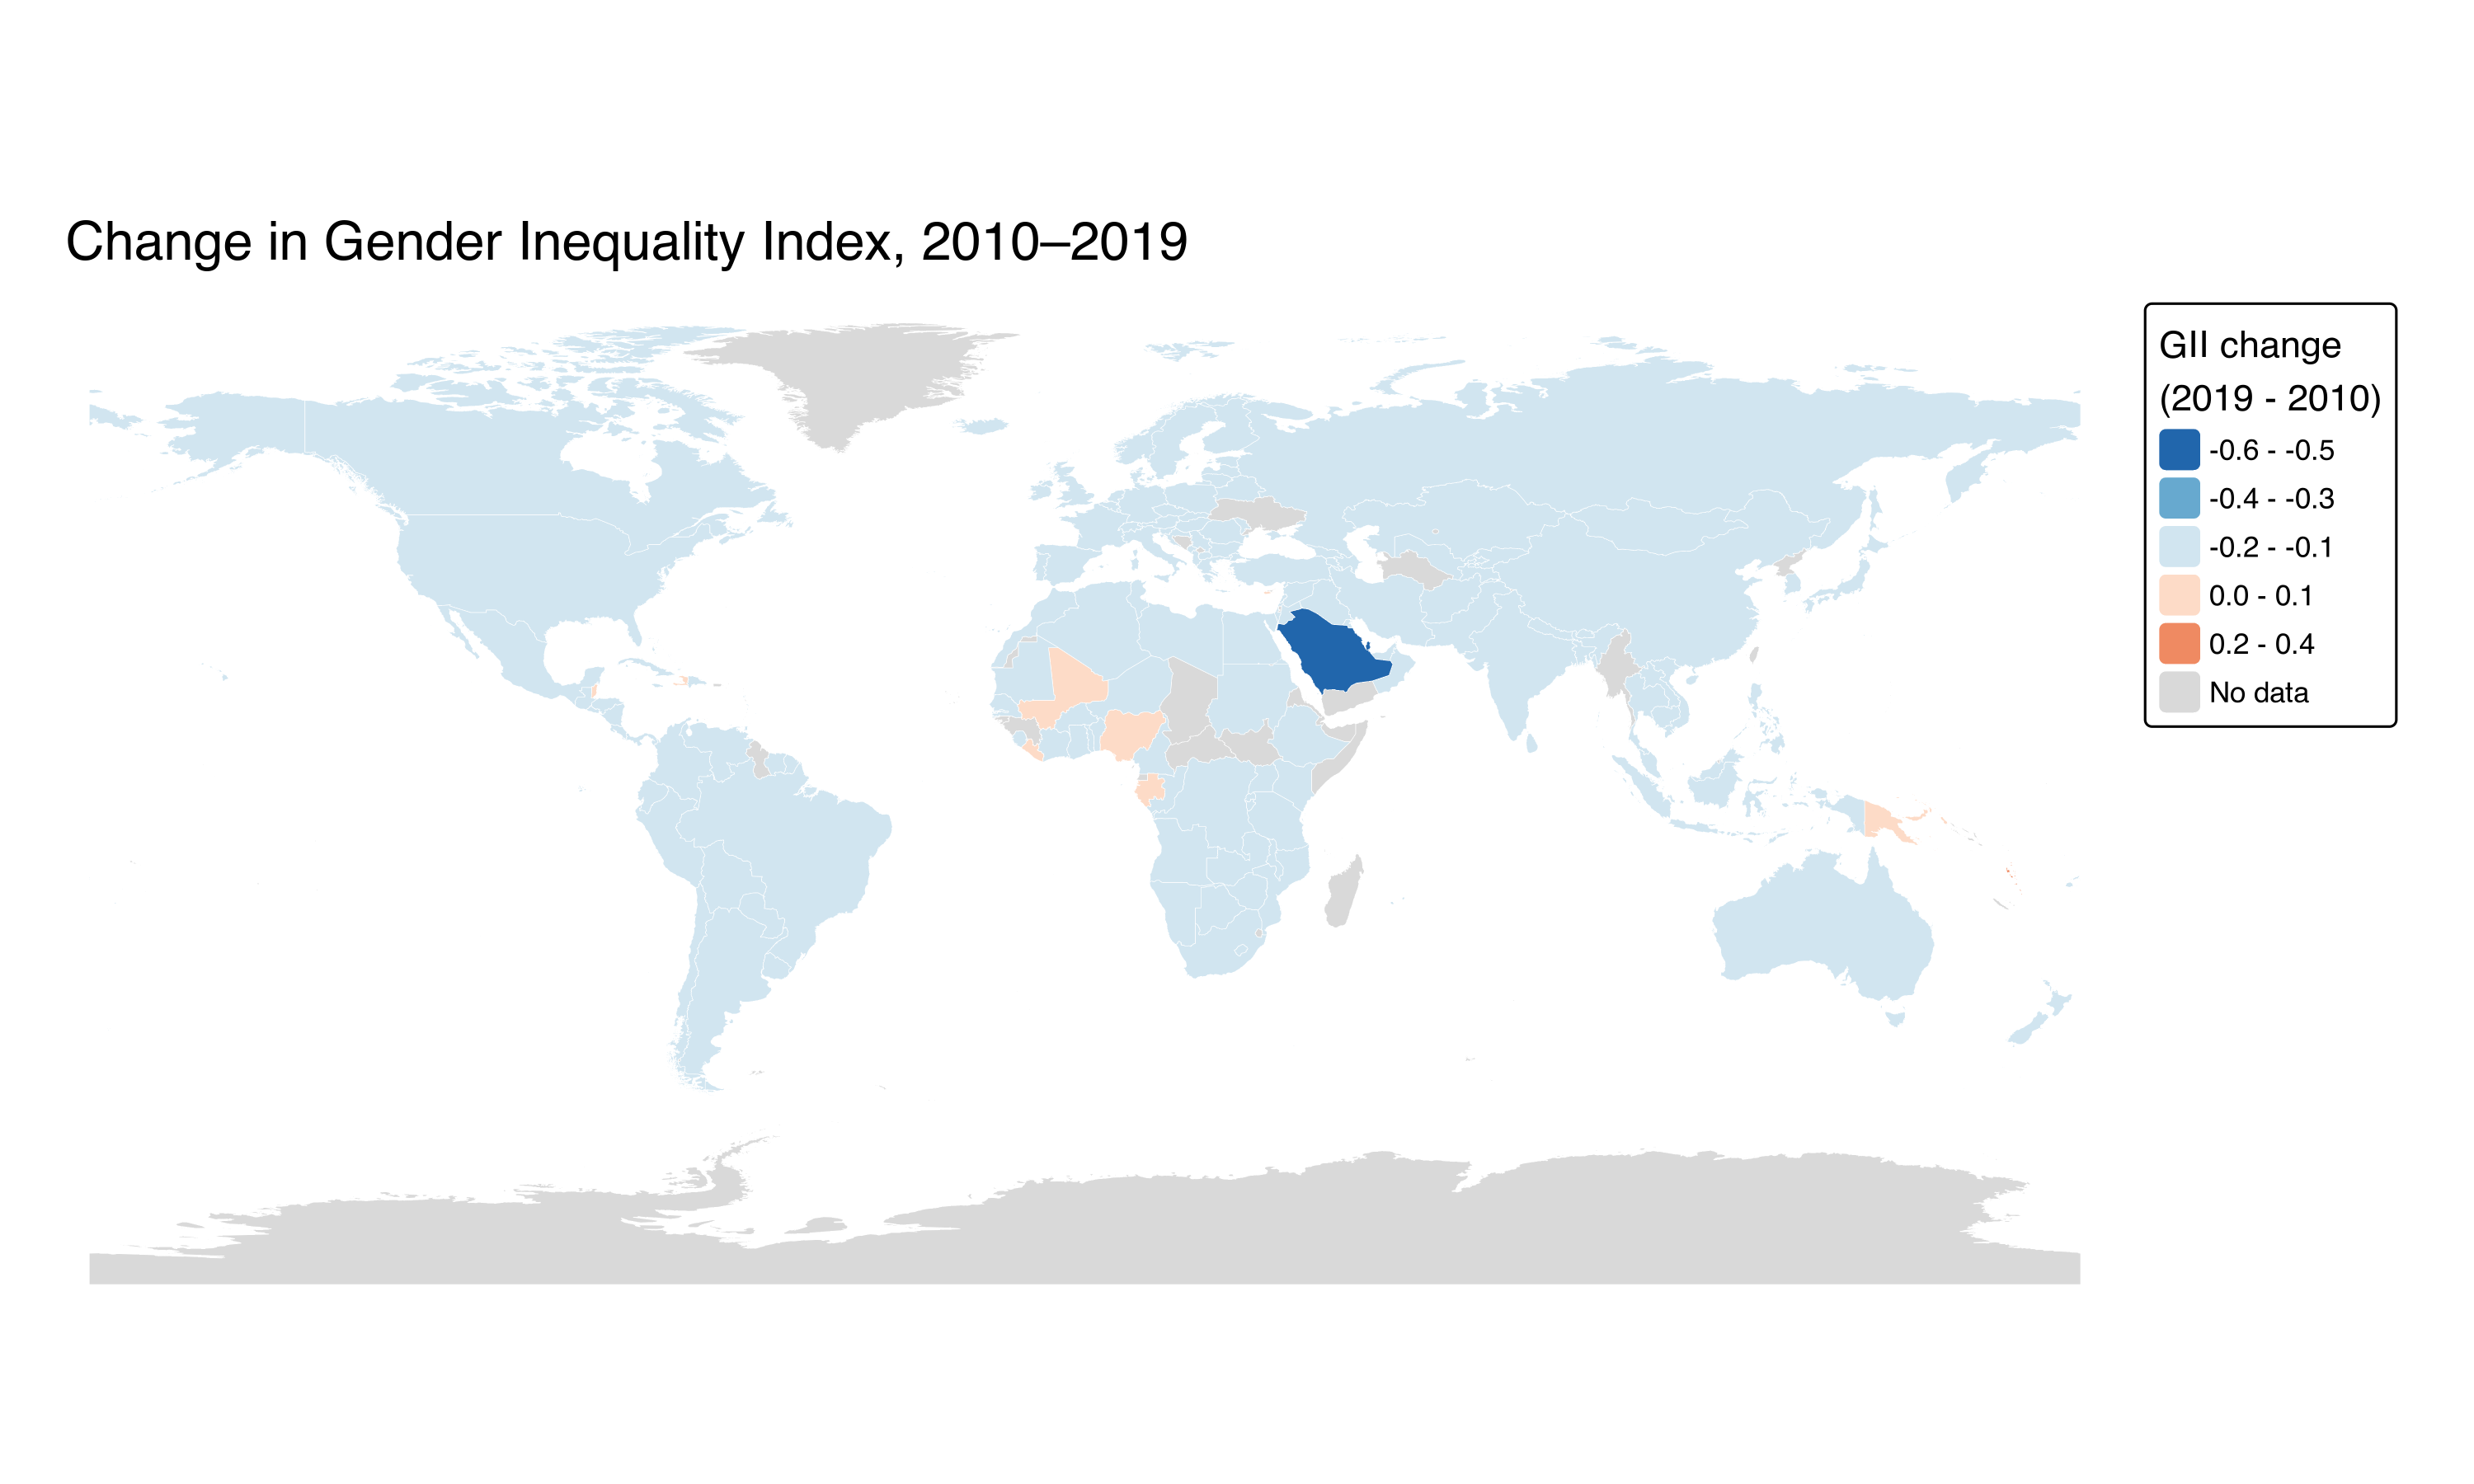 Change in Gender Inequality Index, 2010–2019
GII change
(2019 - 2010)
-0.6 - -0.5
-0.4 - -0.3
-0.2 - -0.1
0.0 - 0.1
0.2 - 0.4
No data